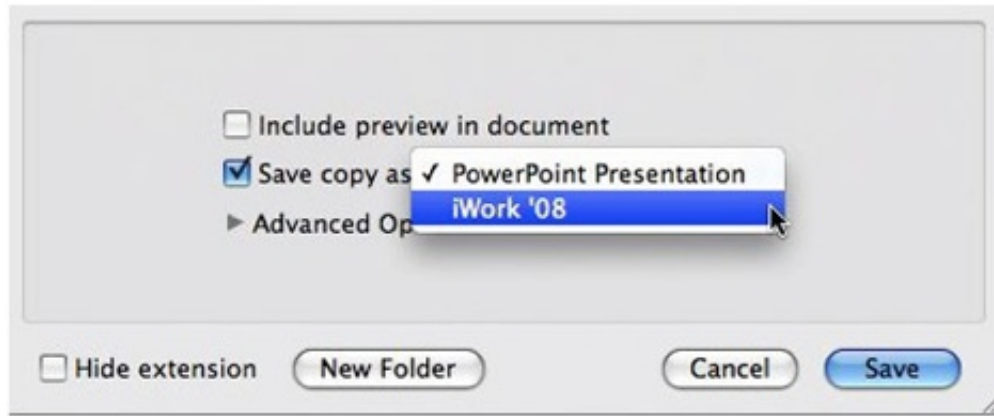 Include preview in document
Save copy as ✓ PowerPoint Presentation
iWork '08
Advanced Op
Hide extension New Folder Cancel Save